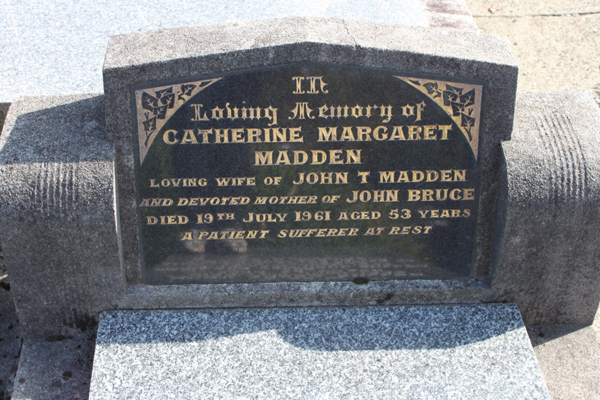 In
Loving Memory of
CATHERINE MARGARET
MADDEN
LOVING WIFE OF JOHN T MADDEN
AND DEVOTED MOTHER OF JOHN BRUCE
DIED 19TH JULY 1961 AGED 53 YEARS
A PATIENT SUFFERER AT REST